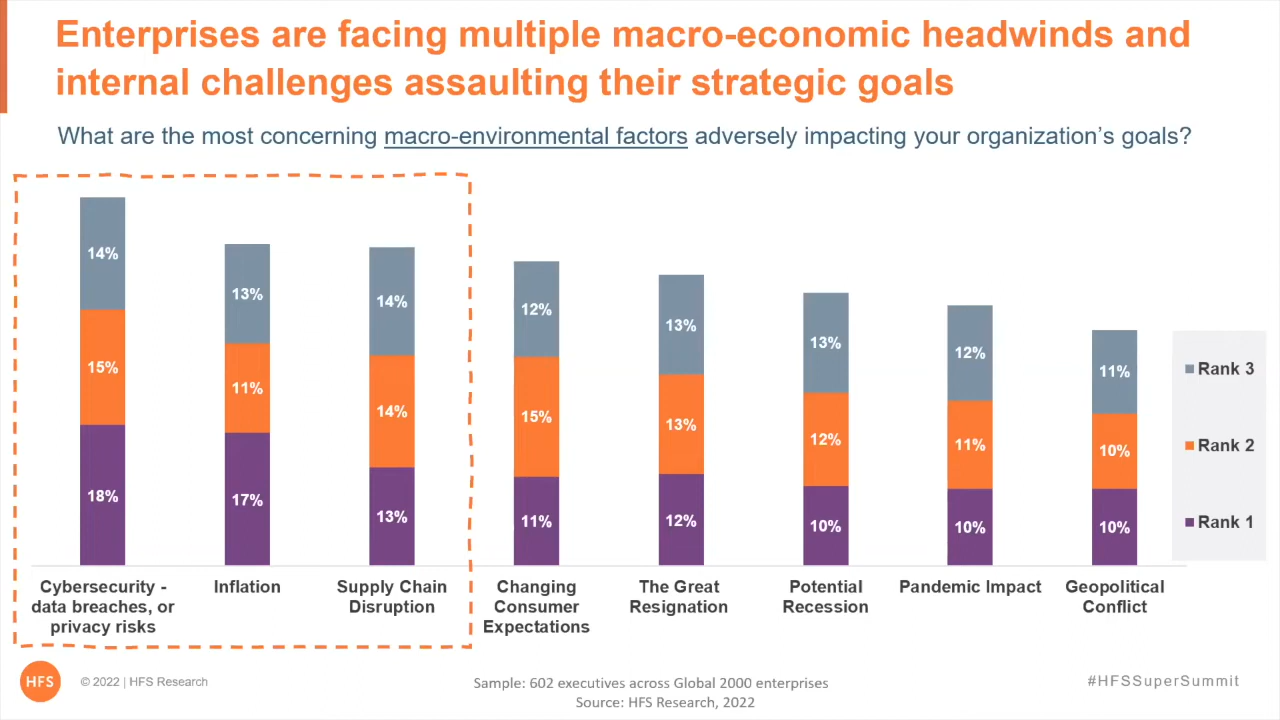 Enterprises are facing multiple macro-economic headwinds and
internal challenges assaulting their strategic goals
What are the most concerning macro-environmental factors adversely impacting your organization’s goals?
14%
15%
18%
13%
11%
17%
14%
14%
13%
12%
15%
11%
13%
13%
12%
13%
12%
10%
12%
11%
10%
11%
10%
10%
Rank 3
Rank 2
Rank 1
Cybersecurity -
data breaches, or
privacy risks
Inflation
Supply Chain
Disruption
Changing
Consumer
Expectations
The Great
Resignation
Potential
Recession
Pandemic Impact
Geopolitical
Conflict
HFS
© 2022 | HFS Research
Sample: 602 executives across Global 2000 enterprises
Source: HFS Research, 2022
#HFSSuperSummit